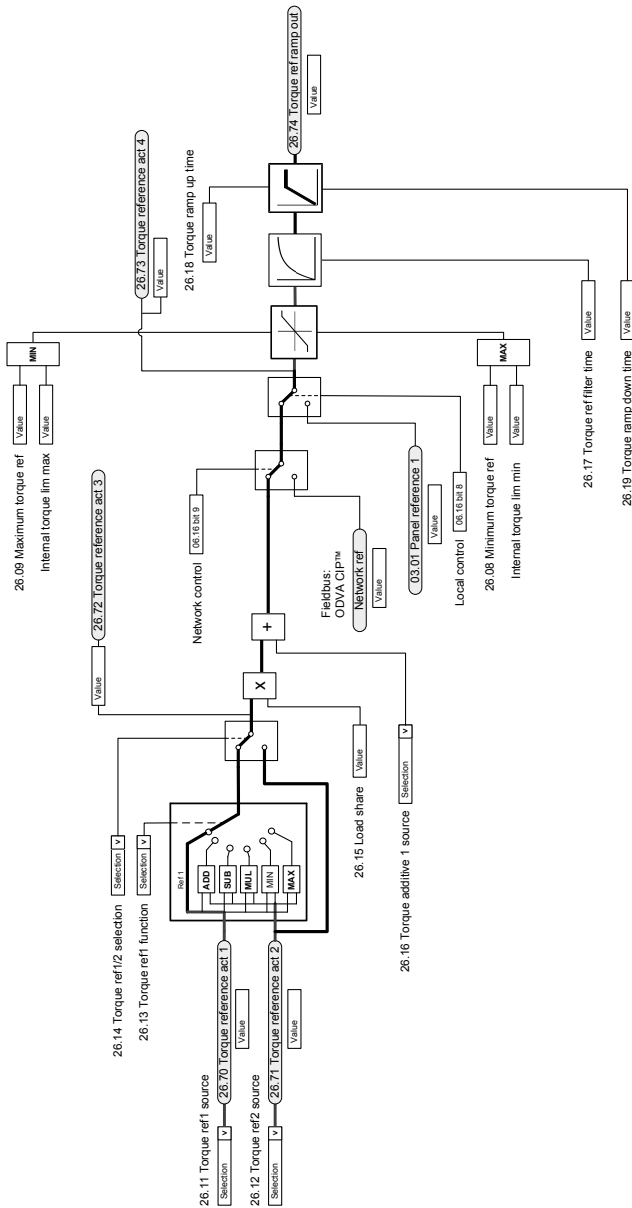 26.11 Torque ref1 source
Selection v
26.70 Torque reference act 1
Value
26.12 Torque ref2 source
Selection v
26.71 Torque reference act 2
Value
26.14 Torque ref1/2 selection
Selection v
26.13 Torque ref1 function
Selection v
Ref 1
ADD
SUB
MUL
MIN
MAX
Value
26.72 Torque reference act 3
26.15 Load share
Value
X
+
26.16 Torque additive 1 source
Selection v
Network control
06.16 bit 9
Fieldbus:
ODVA CIP™
Network ref
Value
03.01 Panel reference 1
Value
Local control
06.16 bit 8
26.09 Maximum torque ref
Value
Internal torque lim max
Value
MIN
26.73 Torque reference act 4
Value
26.08 Minimum torque ref
Value
Internal torque lim min
Value
MAX
26.18 Torque ramp up time
Value
26.17 Torque ref filter time
Value
26.19 Torque ramp down time
Value
26.74 Torque ref ramp out
Value